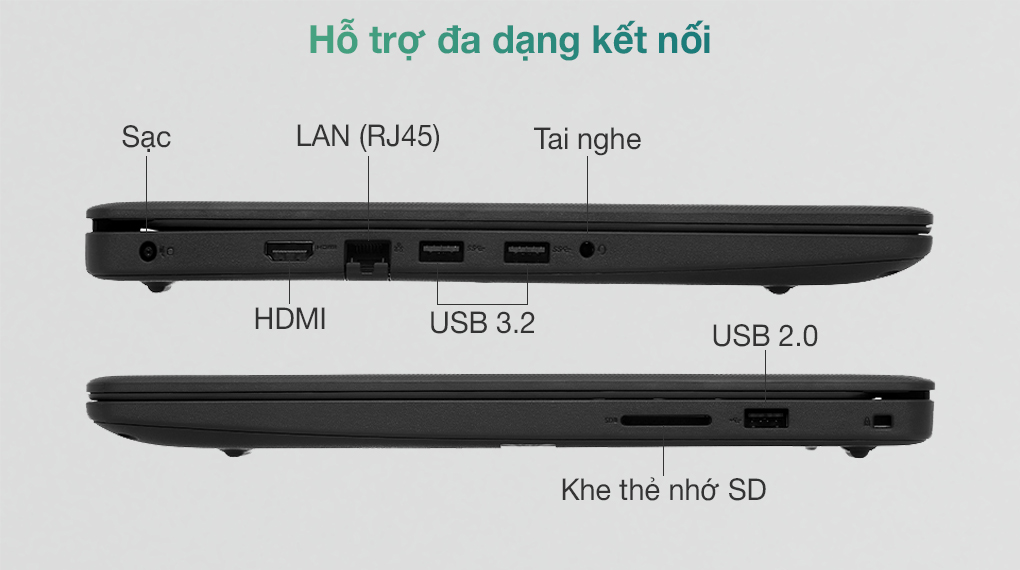 Hỗ trợ đa dạng kết nối
Sạc
LAN (RJ45)
Tai nghe
HDMI
USB 3.2
USB 2.0
Khe thẻ nhớ SD